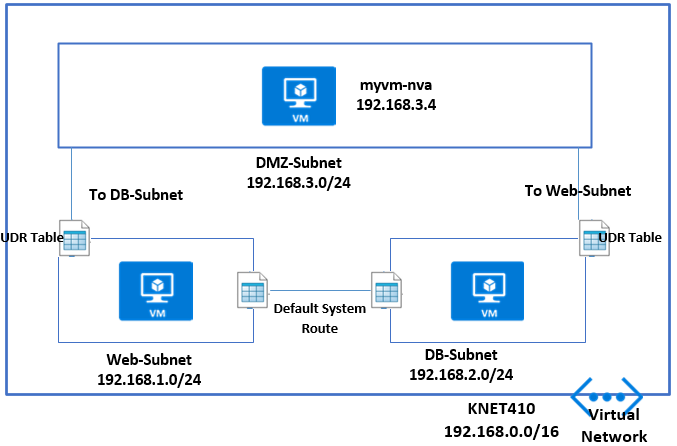 myvm-nva
192.168.3.4
VM
DMZ-Subnet
192.168.3.0/24
To DB-Subnet
To Web-Subnet
UDR Table
UDR Table
VM
Default System
Route
VM
Web-Subnet
192.168.1.0/24
DB-Subnet
192.168.2.0/24
KNET410
192.168.0.0/16
Virtual
Network